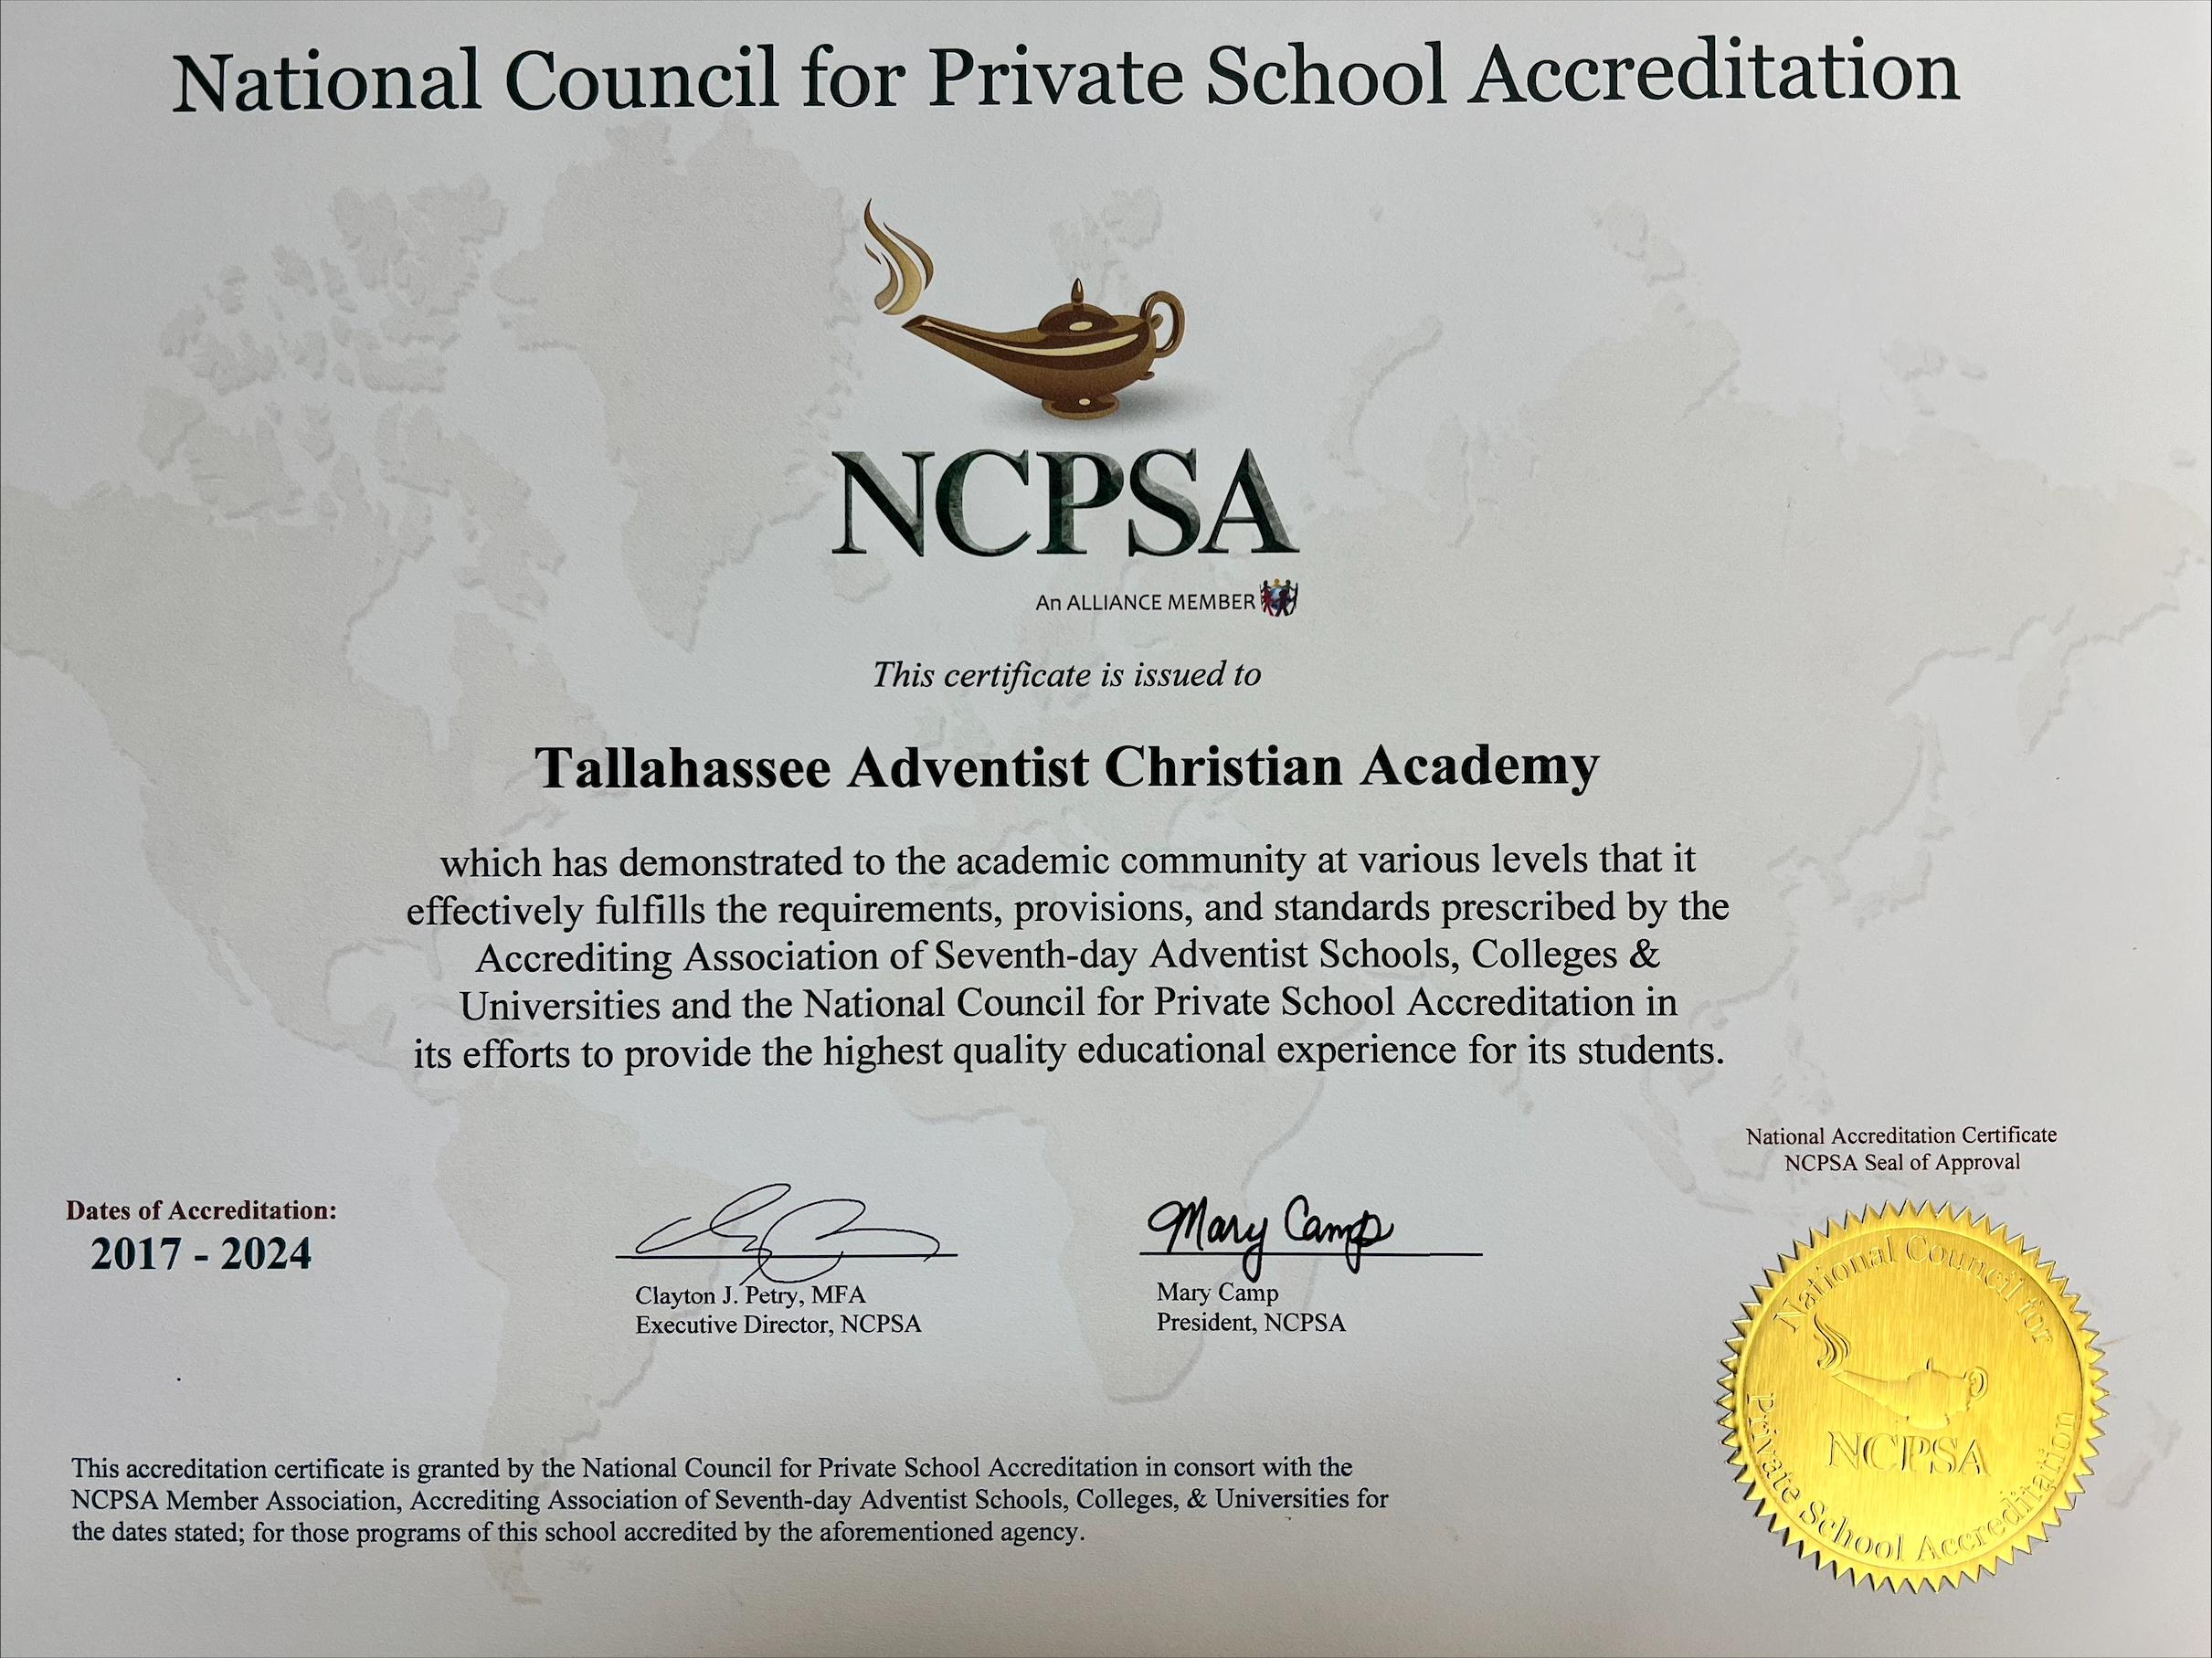 National Council for Private School Accreditation
NCPSA
An ALLIANCE MEMBER
This certificate is issued to
Tallahassee Adventist Christian Academy
which has demonstrated to the academic community at various levels that it
effectively fulfills the requirements, provisions, and standards prescribed by the
Accrediting Association of Seventh-day Adventist Schools, Colleges &
Universities and the National Council for Private School Accreditation in
its efforts to provide the highest quality educational experience for its students.
Dates of Accreditation:
2017 - 2024
Clayton J. Petry, MFA
Executive Director, NCPSA
Mary Camp
Mary Camp
President, NCPSA
National Accreditation Certificate
NCPSA Seal of Approval
National Council for
Private School Accreditation
NCPSA
This accreditation certificate is granted by the National Council for Private School Accreditation in consort with the
NCPSA Member Association, Accrediting Association of Seventh-day Adventist Schools, Colleges, & Universities for
the dates stated; for those programs of this school accredited by the aforementioned agency.